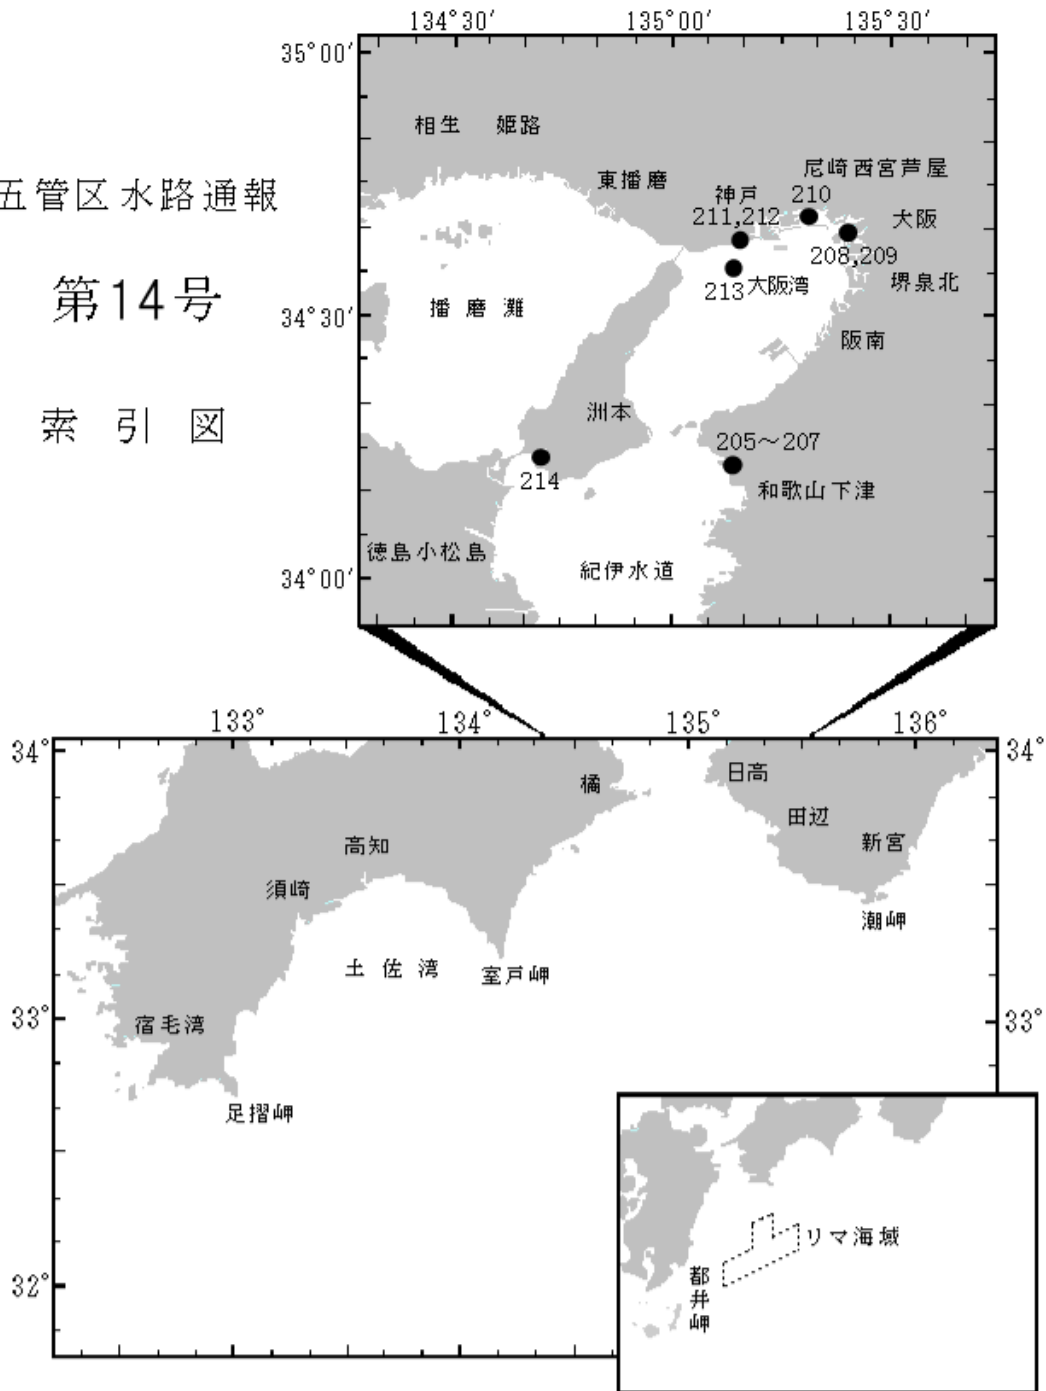 五管区水路通報
第14号
索引図
134°30′ 135°00′ 135°30′
35°00′
相生 姫路
東播磨
神戸
尼崎西宮芦屋
210
211,212
大阪
208,209
213
大阪湾
堺泉北
播磨灘
34°30′
阪南
洲本
205～207
214
和歌山下津
徳島小松島
紀伊水道
34°00′
133° 134° 135° 136°
34° 34°
橘
日高
田辺
高知
新宮
須崎
潮岬
土佐湾
室戸岬
33° 33°
宿毛湾
足摺岬
リマ海域
都井岬
32°